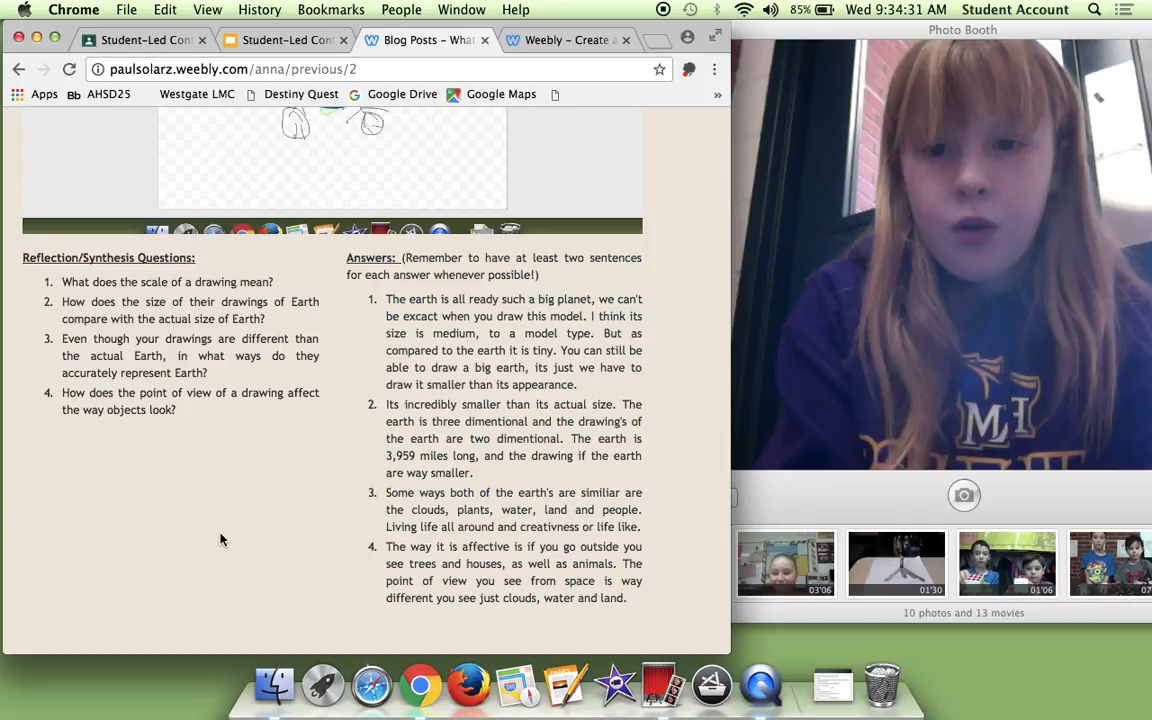 Chrome File Edit View History Bookmarks People Window Help 85% Wed 9:34:31 AM Student Account
Photo Booth
Student-Led Con
Student-Led Con
Blog Posts - What
Weebly - Create a
paulsolarz.weebly.com/anna/previous/2
Apps Bb AHSD25 Westgate LMC Destiny Quest Google Drive Google Maps »
Reflection/Synthesis Questions:
1. What does the scale of a drawing mean?
2. How does the size of their drawings of Earth
compare with the actual size of Earth?
3. Even though your drawings are different than
the actual Earth, in what ways do they
accurately represent Earth?
4. How does the point of view of a drawing affect
the way objects look?
Answers: (Remember to have at least two sentences
for each answer whenever possible!)
1. The earth is all ready such a big planet, we can't
be excact when you draw this model. I think its
size is medium, to a model type. But as
compared to the earth it is tiny. You can still be
able to draw a big earth, its just we have to
draw it smaller than its appearance.
2. Its incredibly smaller than its actual size. The
earth is three dimentional and the drawing's of
the earth are two dimentional. The earth is
3,959 miles long, and the drawing if the earth
are way smaller.
3. Some ways both of the earth's are similiar are
the clouds, plants, water, land and people.
Living life all around and creativness or life like.
4. The way it is affective is if you go outside you
see trees and houses, as well as animals. The
point of view you see from space is way
different you see just clouds, water and land.
03'06
01'30
01'06
10 photos and 13 movies